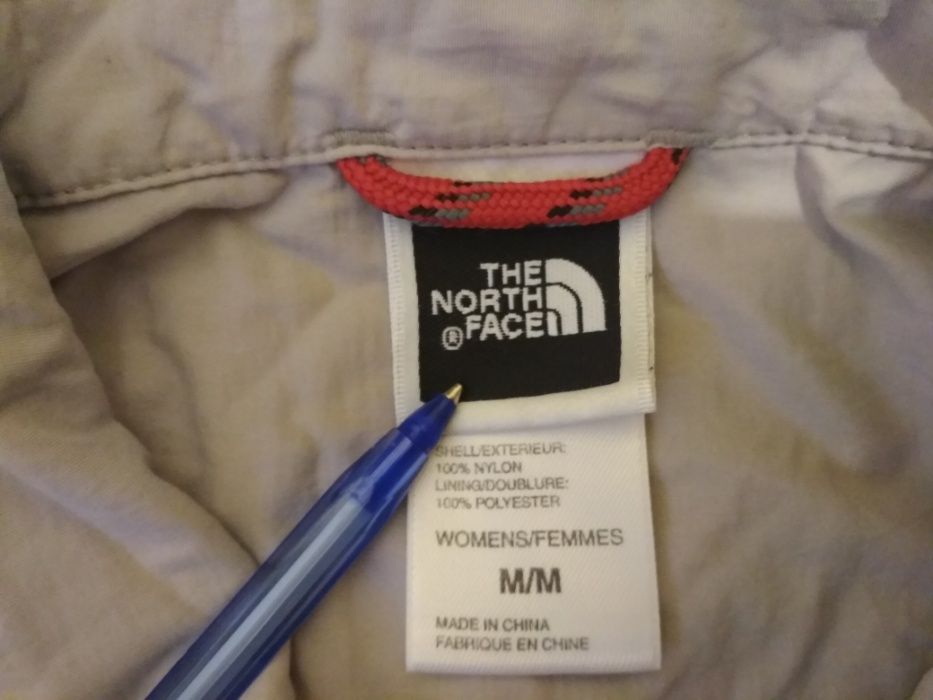 THE
NORTH
FACE
®
SHELL/EXTERIEUR:
100% NYLON
LINING/DOUBLURE:
100% POLYESTER
WOMENS/FEMMES
M/M
MADE IN CHINA
FABRIQUE EN CHINE